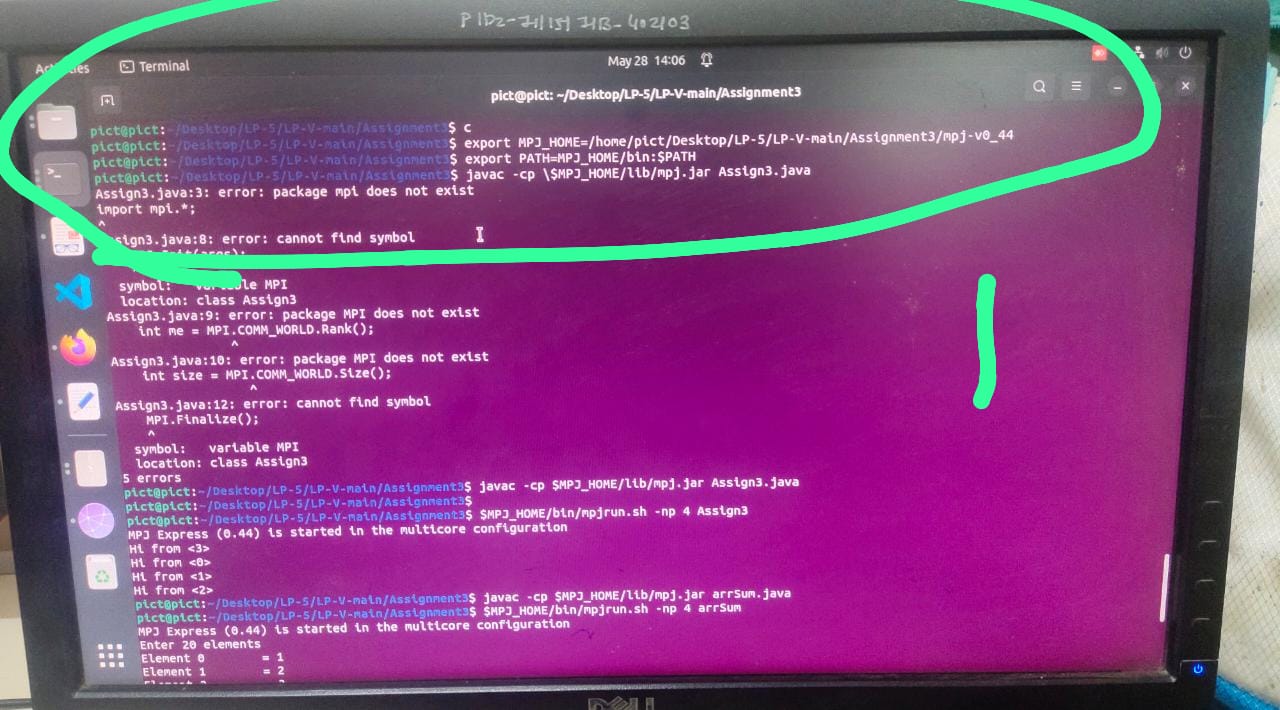 Terminal
May 28 14:06
pict@pict: ~/Desktop/LP-5/LP-V-main/Assignment3
pict@pict:~/Desktop/LP-5/LP-V-main/Assignment3$ c
pict@pict:~/Desktop/LP-5/LP-V-main/Assignment3$ export MPJ_HOME=/home/pict/Desktop/LP-5/LP-V-main/Assignment3/mpj-v0_44
pict@pict:~/Desktop/LP-5/LP-V-main/Assignment3$ export PATH=MPJ_HOME/bin:$PATH
pict@pict:~/Desktop/LP-5/LP-V-main/Assignment3$ javac -cp \$MPJ_HOME/lib/mpj.jar Assign3.java
Assign3.java:3: error: package mpi does not exist
import mpi.*;
^
sign3.java:8: error: cannot find symbol
symbol: variable MPI
location: class Assign3
Assign3.java:9: error: package MPI does not exist
int me = MPI.COMM_WORLD.Rank();
^
Assign3.java:10: error: package MPI does not exist
int size = MPI.COMM_WORLD.Size();
^
Assign3.java:12: error: cannot find symbol
MPI.Finalize();
^
symbol: variable MPI
location: class Assign3
5 errors
pict@pict:~/Desktop/LP-5/LP-V-main/Assignment3$ javac -cp $MPJ_HOME/lib/mpj.jar Assign3.java
pict@pict:~/Desktop/LP-5/LP-V-main/Assignment3$
pict@pict:~/Desktop/LP-5/LP-V-main/Assignment3$ $MPJ_HOME/bin/mpjrun.sh -np 4 Assign3
MPJ Express (0.44) is started in the multicore configuration
Hi from <3>
Hi from <0>
Hi from <1>
Hi from <2>
pict@pict:~/Desktop/LP-5/LP-V-main/Assignment3$ javac -cp $MPJ_HOME/lib/mpj.jar arrSum.java
pict@pict:~/Desktop/LP-5/LP-V-main/Assignment3$ $MPJ_HOME/bin/mpjrun.sh -np 4 arrSum
MPJ Express (0.44) is started in the multicore configuration
Enter 20 elements
Element 0 = 1
Element 1 = 2
DELL